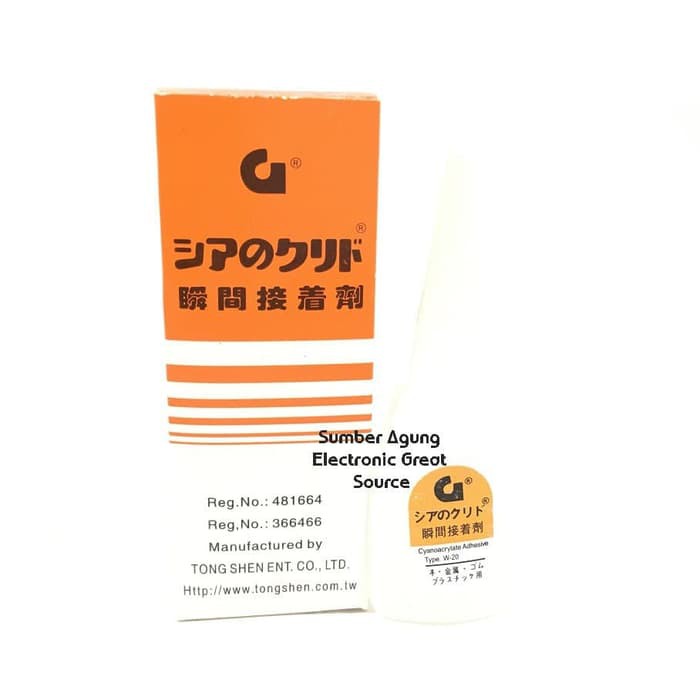 G®
シアのクリド®
瞬間接着劑
Sumber Agung
Electronic Great
Source
Reg.No.: 481664
Reg,No.: 366466
Manufactured by
TONG SHEN ENT. CO., LTD.
Http://www.tongshen.com.tw
G®
シアのクリド®
瞬間接着劑
Cyanoacrylate Adhesive
Type. W-20
・金属・ゴム
プラスチック用